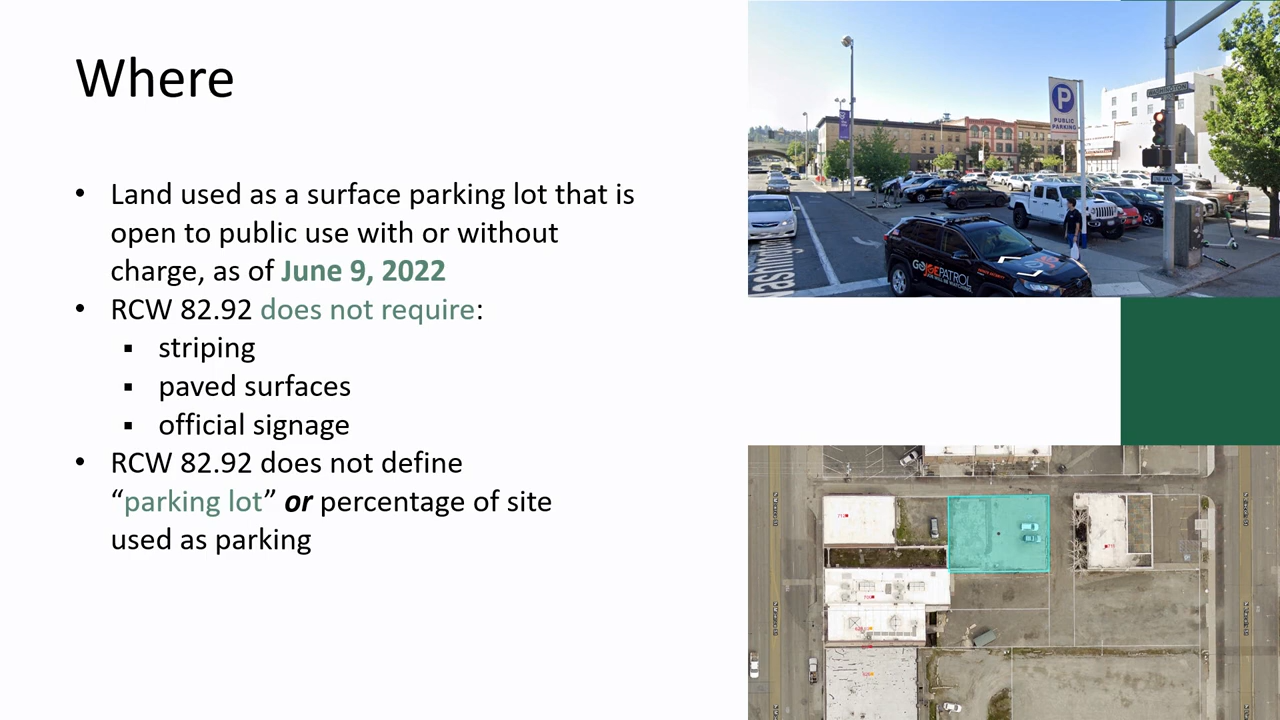 Where
• Land used as a surface parking lot that is
open to public use with or without
charge, as of June 9, 2022
• RCW 82.92 does not require:
▪ striping
▪ paved surfaces
▪ official signage
• RCW 82.92 does not define
“parking lot” or percentage of site
used as parking
P
PUBLIC
PARKING
GOJOEPATROL